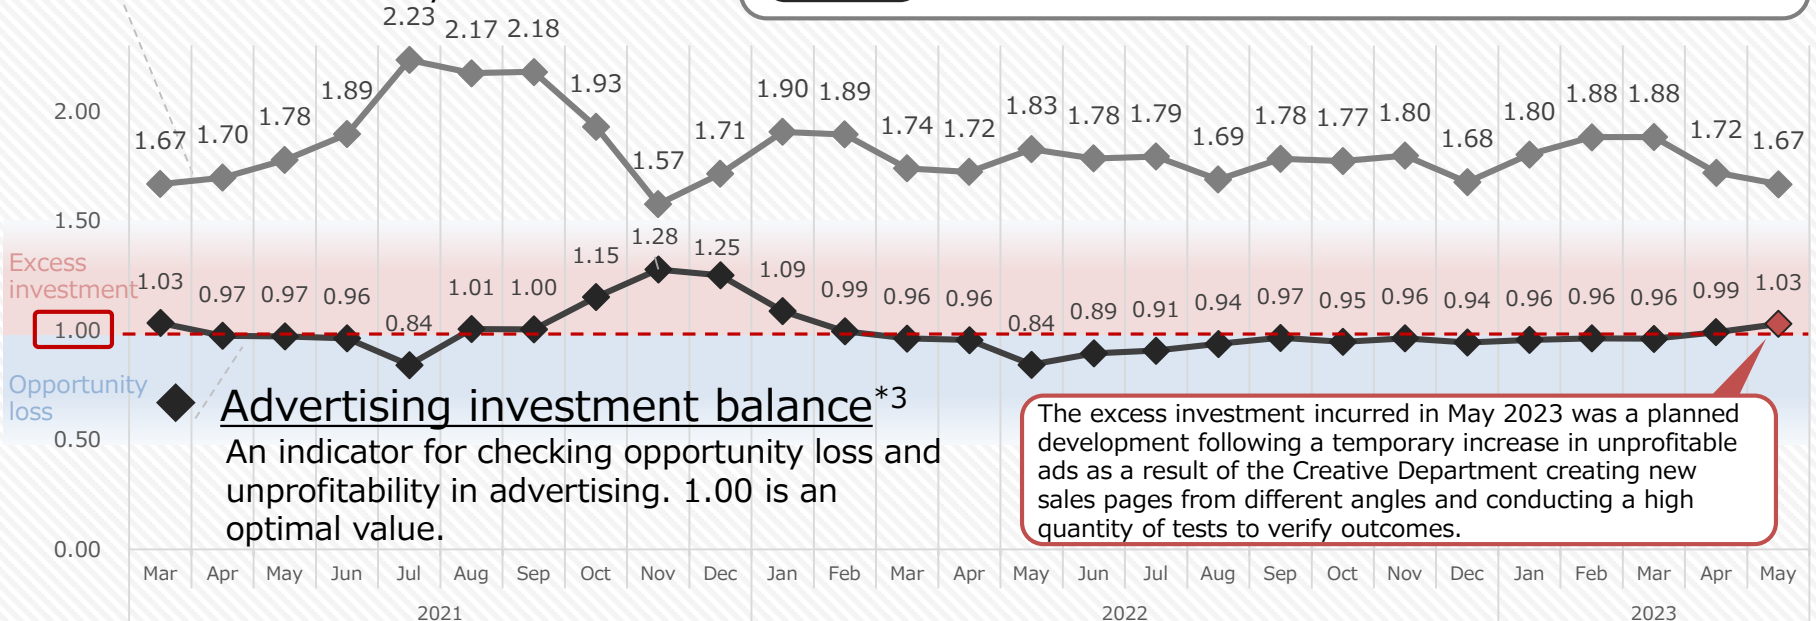 2.23
2.17 2.18
1.93
1.90 1.89
1.89
1.88 1.88
1.83
1.78 1.79
1.78 1.77 1.80
1.80
1.78
1.74 1.72
1.72
1.71
1.69
1.68
1.67 1.70
1.67
1.57
2.00
1.50
1.00
0.50
0.00
Excess
investment
Opportunity
loss
1.03 0.97 0.97 0.96 0.84 1.01 1.00 1.15 1.28 1.25 1.09 0.99 0.96 0.96 0.84 0.89 0.91 0.94 0.97 0.95 0.96 0.94 0.96 0.96 0.96 0.99 1.03
Advertising investment balance*3
An indicator for checking opportunity loss and
unprofitability in advertising. 1.00 is an
optimal value.
The excess investment incurred in May 2023 was a planned
development following a temporary increase in unprofitable
ads as a result of the Creative Department creating new
sales pages from different angles and conducting a high
quantity of tests to verify outcomes.
Mar Apr May Jun Jul Aug Sep Oct Nov Dec Jan Feb Mar Apr May Jun Jul Aug Sep Oct Nov Dec Jan Feb Mar Apr May
2021 2022 2023